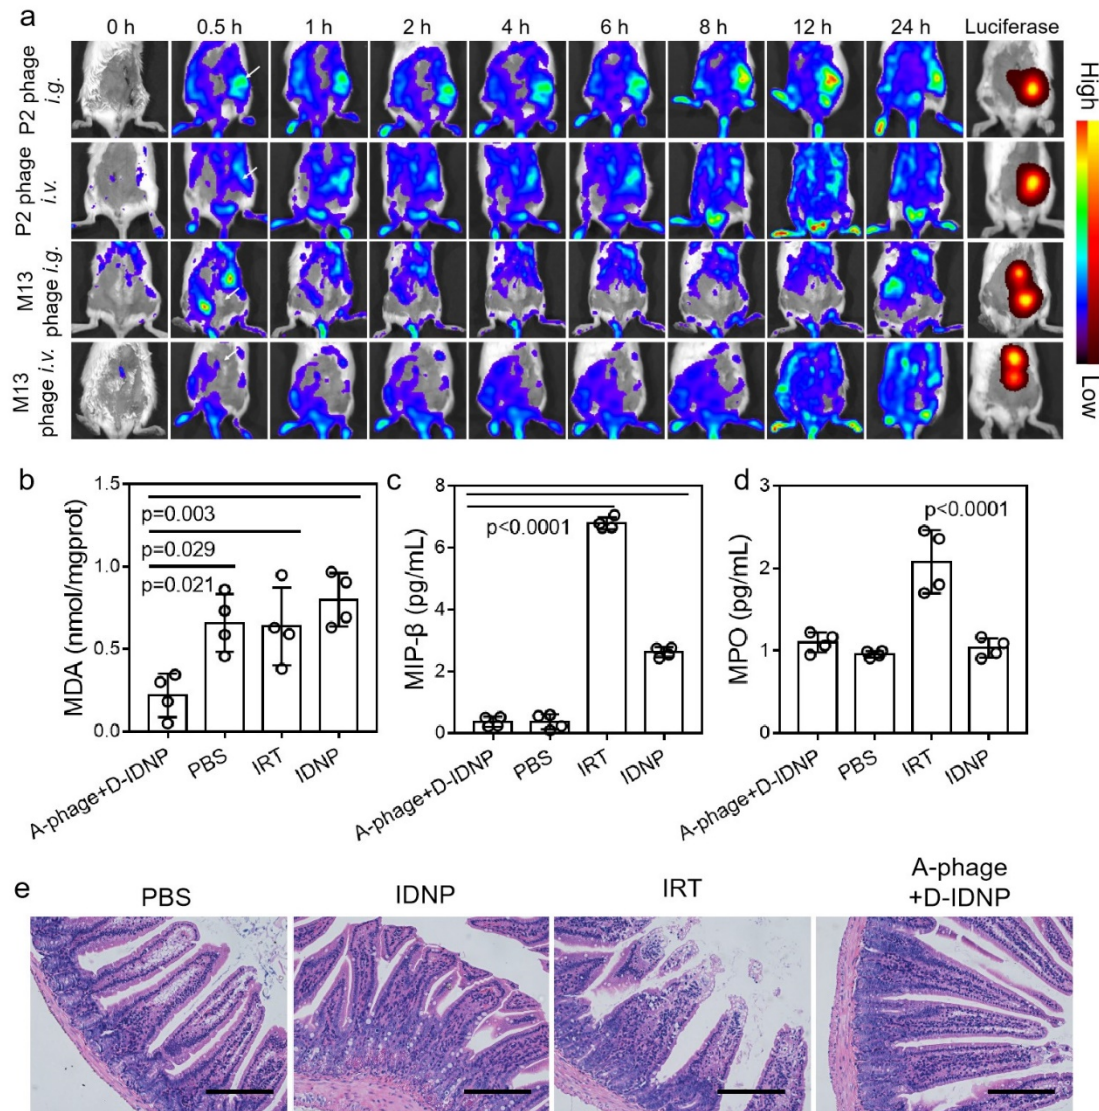 a
0 h 0.5 h 1 h 2 h 4 h 6 h 8 h 12 h 24 h Luciferase
P2 phage
i.g.
P2 phage
i.v.
M13
phage i.g.
M13
phage i.v.
High
Low
b
MDA (nmol/mgprot)
1.5
1.0
0.5
0.0
p=0.003
p=0.029
p=0.021
A-phage+D-IDNP
PBS
IRT
IDNP
c
MIP-β (pg/mL)
8
6
4
2
0
p<0.0001
A-phage+D-IDNP
PBS
IRT
IDNP
d
MPO (pg/mL)
3
2
1
0
p<0.0001
A-phage+D-IDNP
PBS
IRT
IDNP
e
PBS
IDNP
IRT
A-phage
+D-IDNP